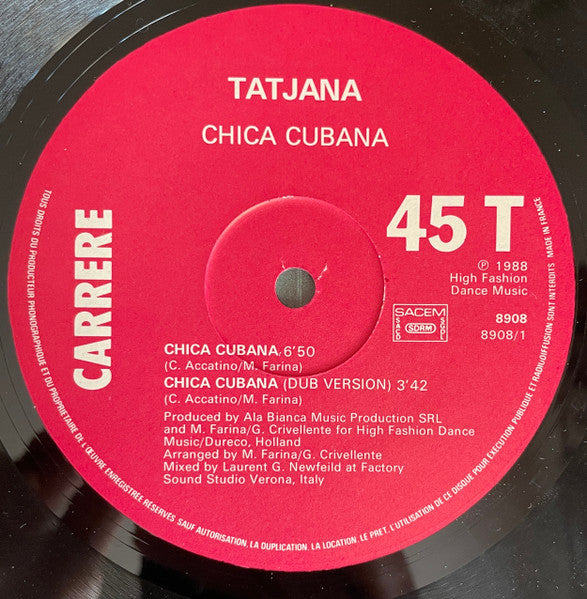 TATJANA
CHICA CUBANA
CARRERE
45 T
℗ 1988
High Fashion
Dance Music
SACEM
SACD SDRM SGDL
8908
8908/1
CHICA CUBANA 6'50
(C. Accatino/M. Farina)
CHICA CUBANA (DUB VERSION) 3'42
(C. Accatino/M. Farina)
Produced by Ala Bianca Music Production SRL
and M. Farina/G. Crivellente for High Fashion Dance
Music/Dureco, Holland
Arranged by M. Farina/G. Crivellente
Mixed by Laurent G. Newfeild at Factory
Sound Studio Verona, Italy
TOUS DROITS DU PRODUCTEUR PHONOGRAPHIQUE ET DU PROPRIETAIRE DE L'ŒUVRE ENREGISTREE RESERVES SAUF AUTORISATION, LA DUPLICATION, LA LOCATION, LE PRET, L'UTILISATION DE CE DISQUE POUR EXECUTION PUBLIQUE ET RADIODIFFUSION SONT INTERDITS MADE IN FRANCE